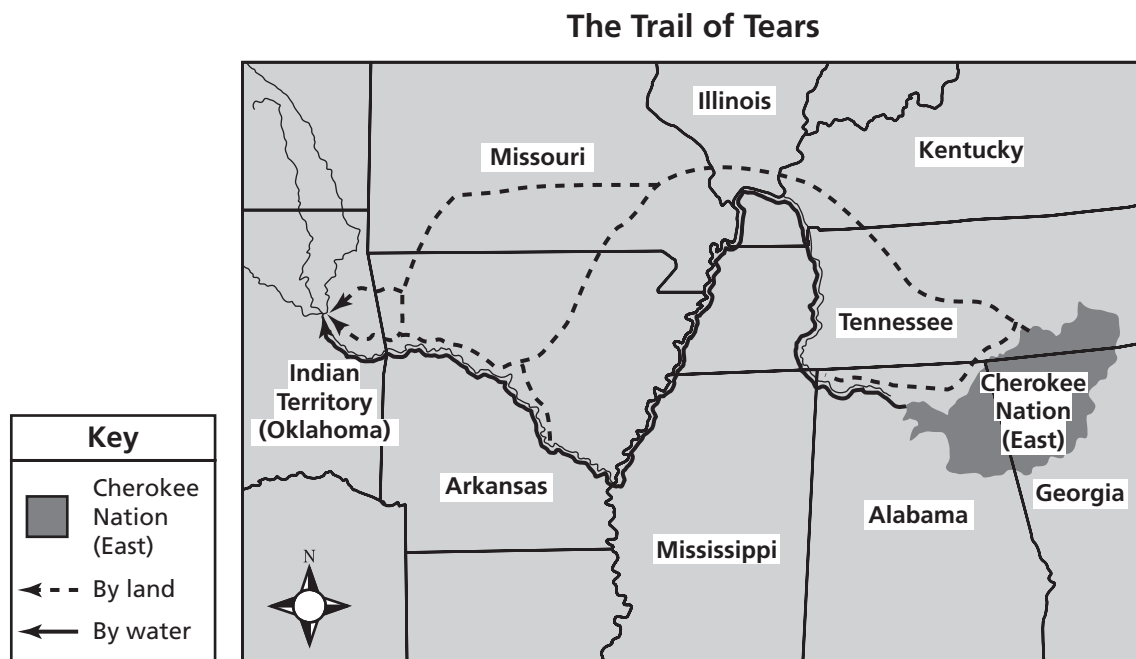 The Trail of Tears
Illinois
Missouri
Kentucky
Tennessee
Indian
Territory
(Oklahoma)
Cherokee
Nation
(East)
Arkansas
Georgia
Alabama
Mississippi
N
Key
Cherokee
Nation
(East)
By land
By water